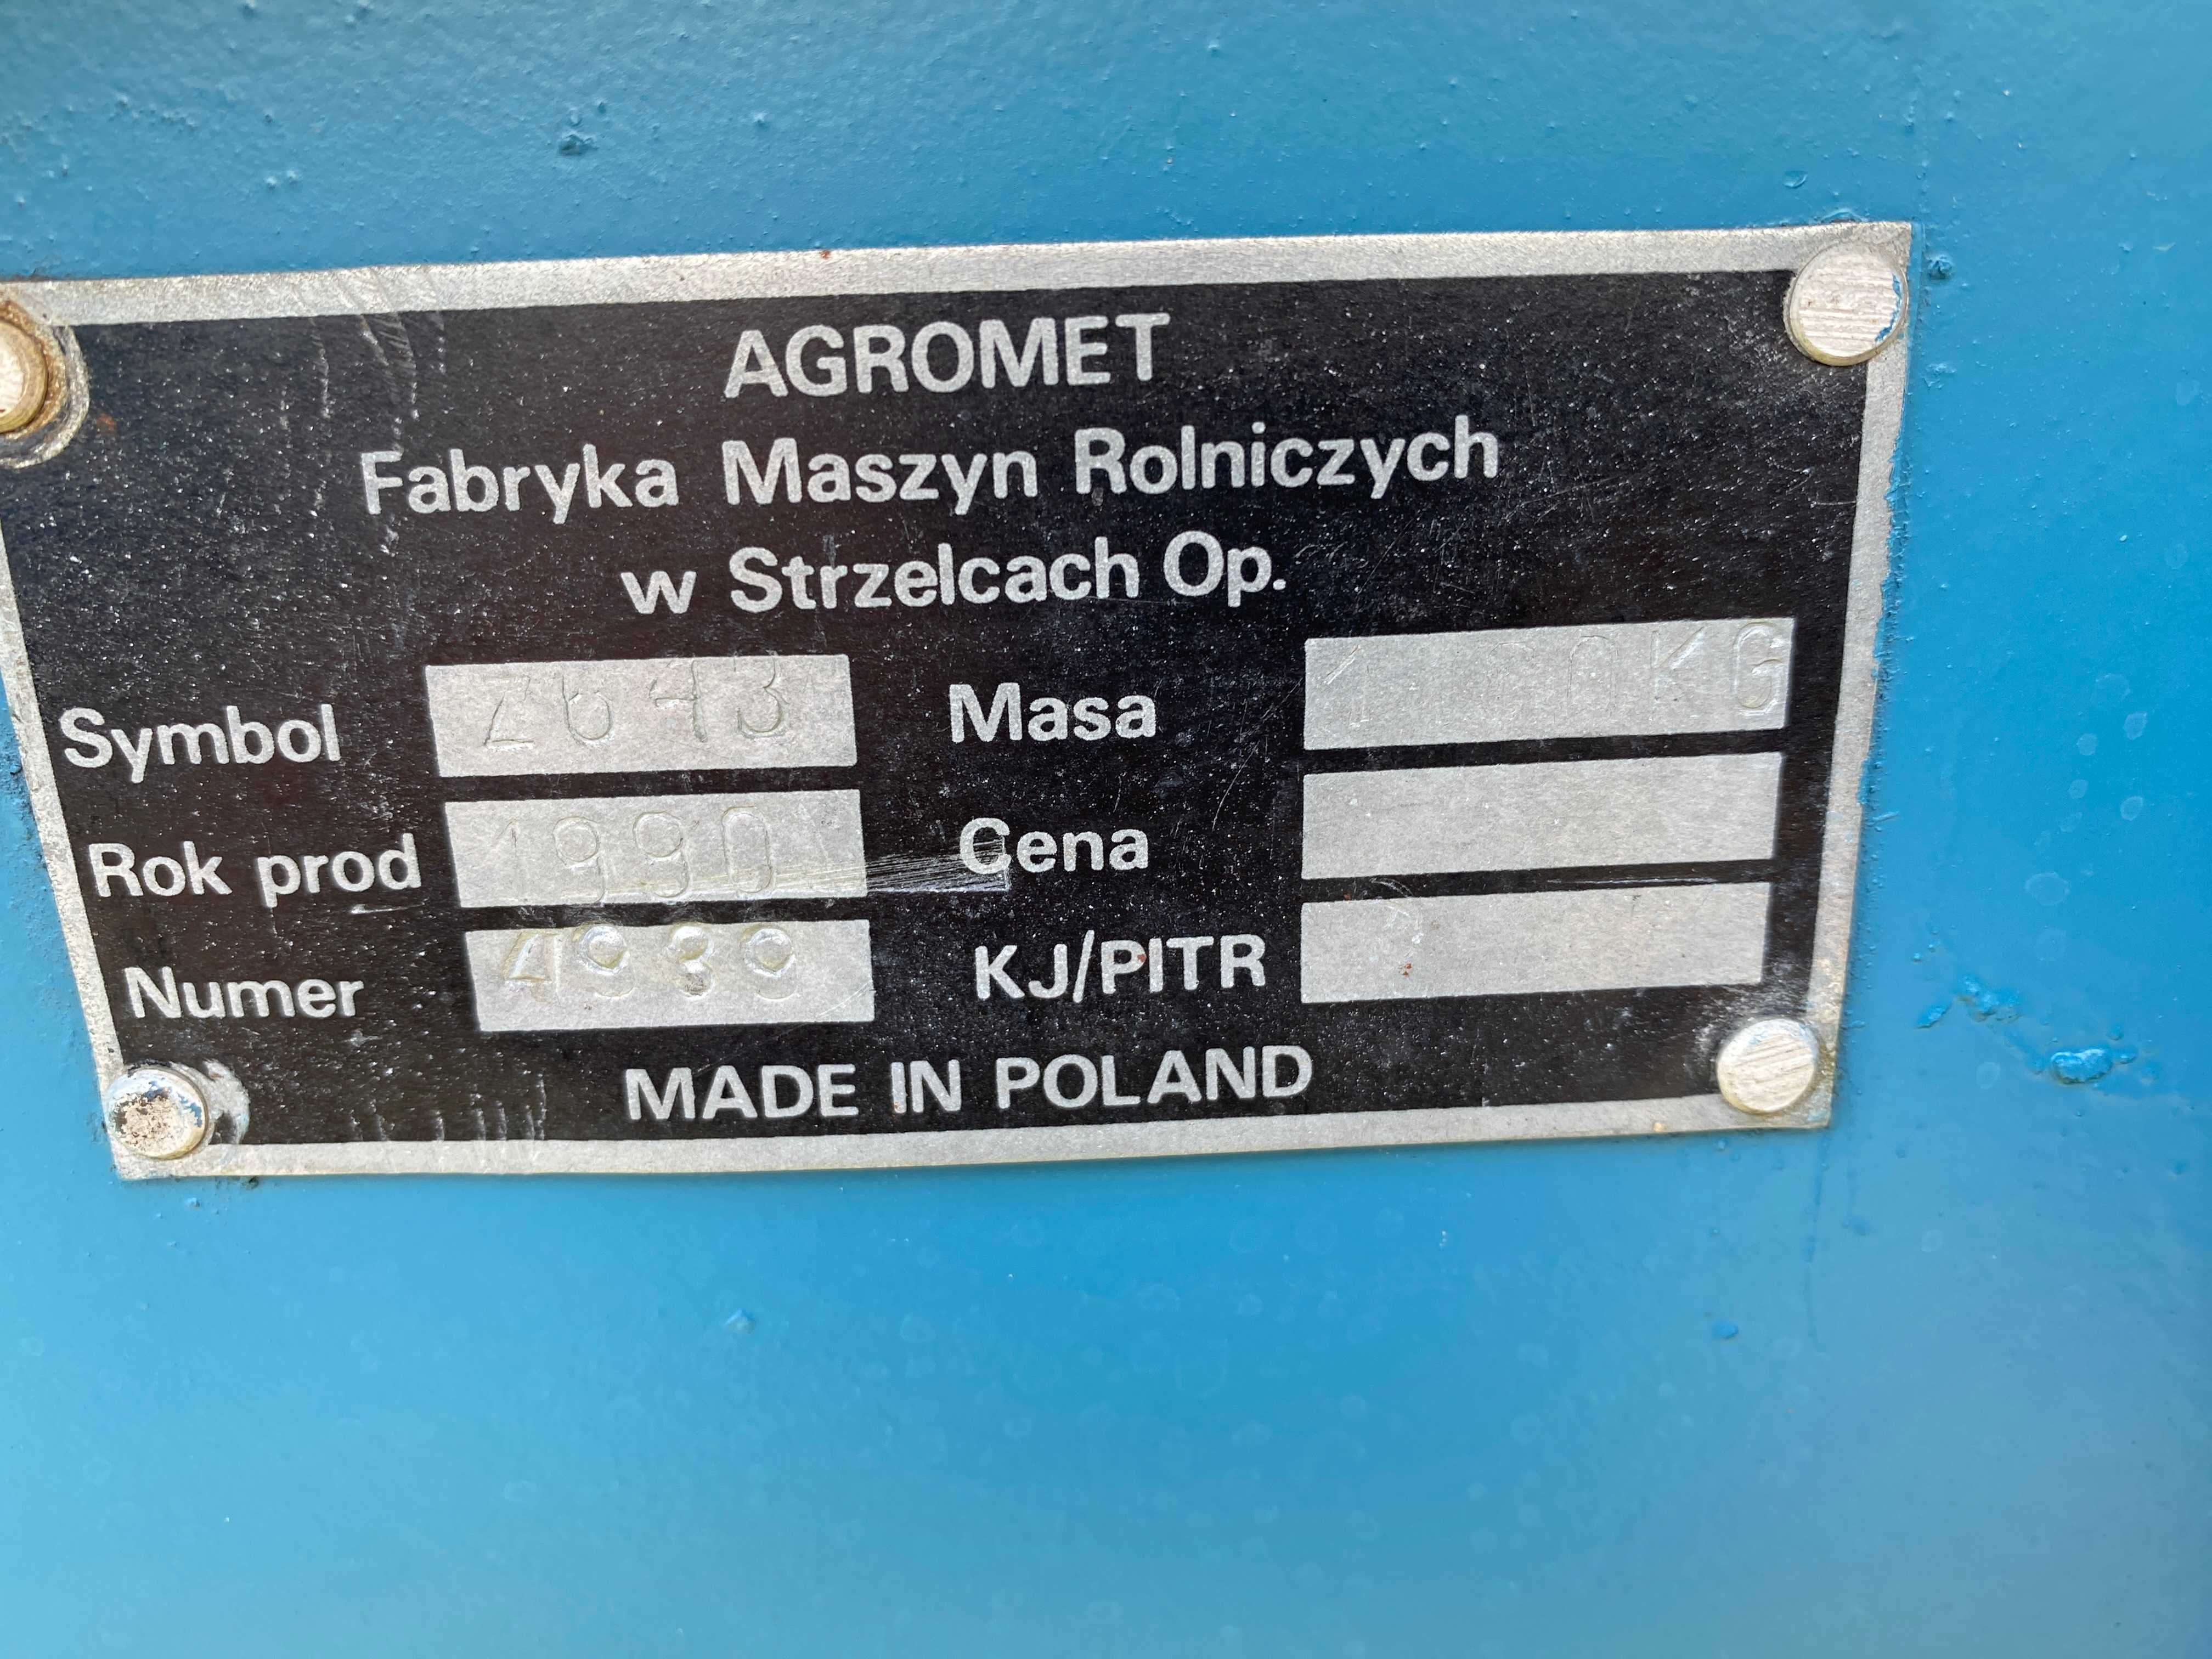 AGROMET
Fabryka Maszyn Rolniczych
w Strzelcach Op.
Symbol Z643 Masa
Rok prod 1990 Cena
Numer KJ/PITR
MADE IN POLAND